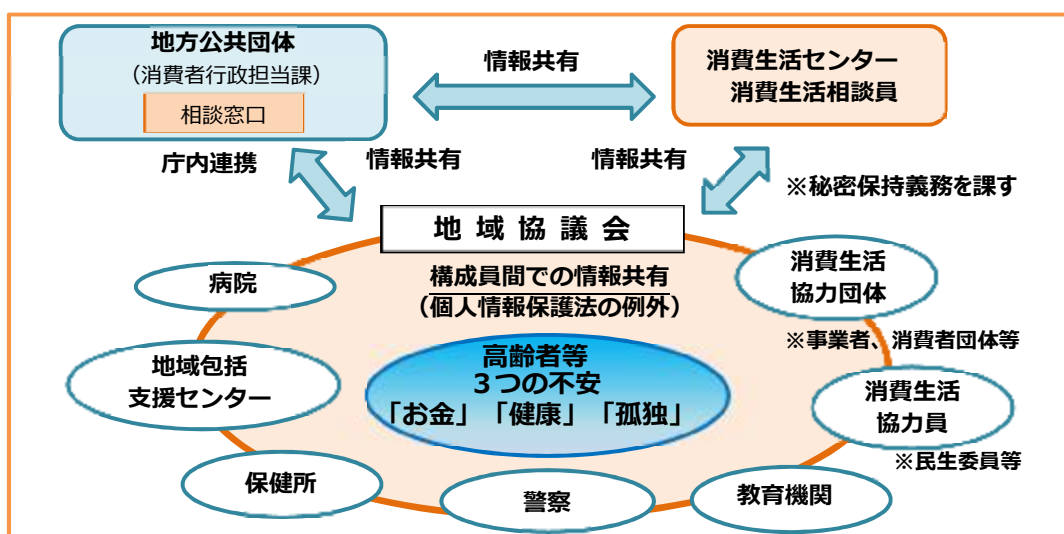 地方公共団体
（消費者行政担当課）
相談窓口
情報共有
消費生活センター
消費生活相談員
庁内連携
情報共有
情報共有
※秘密保持義務を課す
地域協議会
構成員間での情報共有
（個人情報保護法の例外）
病院
消費生活
協力団体
※事業者、消費者団体等
地域包括
支援センター
高齢者等
３つの不安
「お金」「健康」「孤独」
消費生活
協力員
※民生委員等
保健所
警察
教育機関